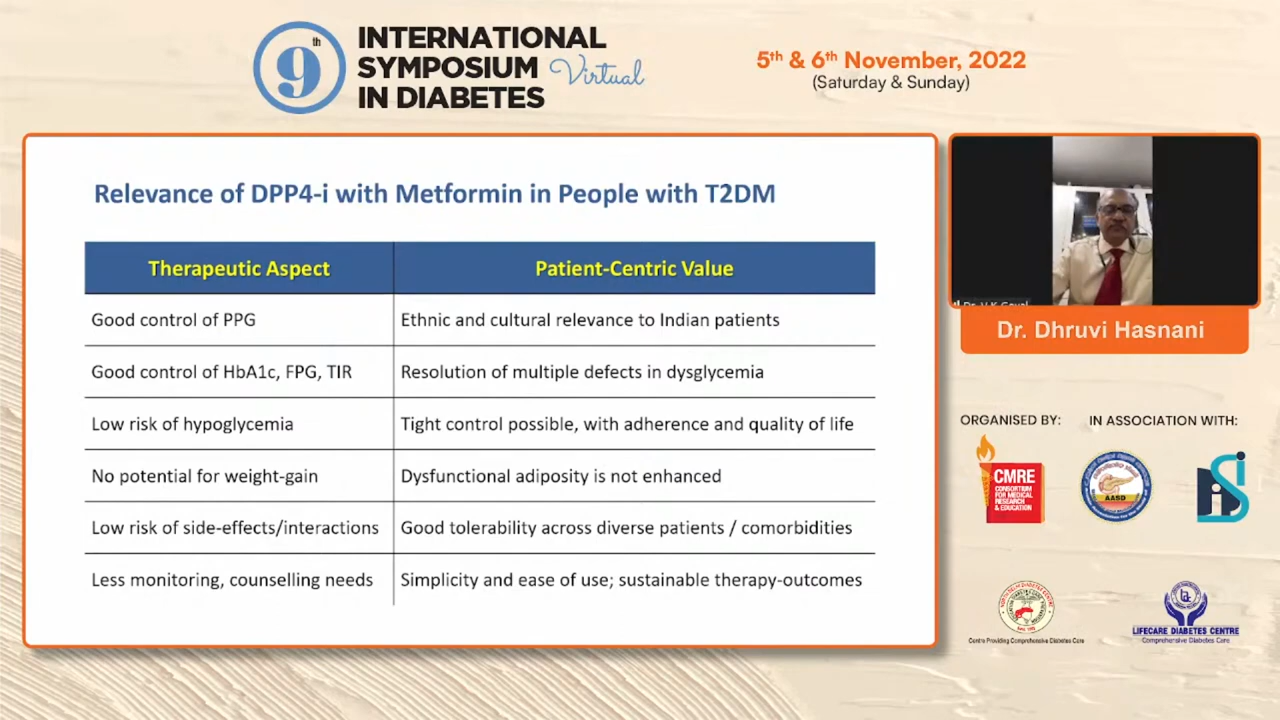 9th
INTERNATIONAL
SYMPOSIUM Virtual
IN DIABETES
5th & 6th November, 2022
(Saturday & Sunday)
Relevance of DPP4-i with Metformin in People with T2DM
Therapeutic Aspect Patient-Centric Value
Good control of PPG Ethnic and cultural relevance to Indian patients
Good control of HbA1c, FPG, TIR Resolution of multiple defects in dysglycemia
Low risk of hypoglycemia Tight control possible, with adherence and quality of life
No potential for weight-gain Dysfunctional adiposity is not enhanced
Low risk of side-effects/interactions Good tolerability across diverse patients / comorbidities
Less monitoring, counselling needs Simplicity and ease of use; sustainable therapy-outcomes
Dr. V K Goyal
Dr. Dhruvi Hasnani
ORGANISED BY: IN ASSOCIATION WITH:
CMRE
CONSORTIUM
FOR MEDICAL
RESEARCH
& EDUCATION
AASD
Centre Providing Comprehensive Diabetes Care
LIFECARE DIABETES CENTRE
Comprehensive Diabetes Care